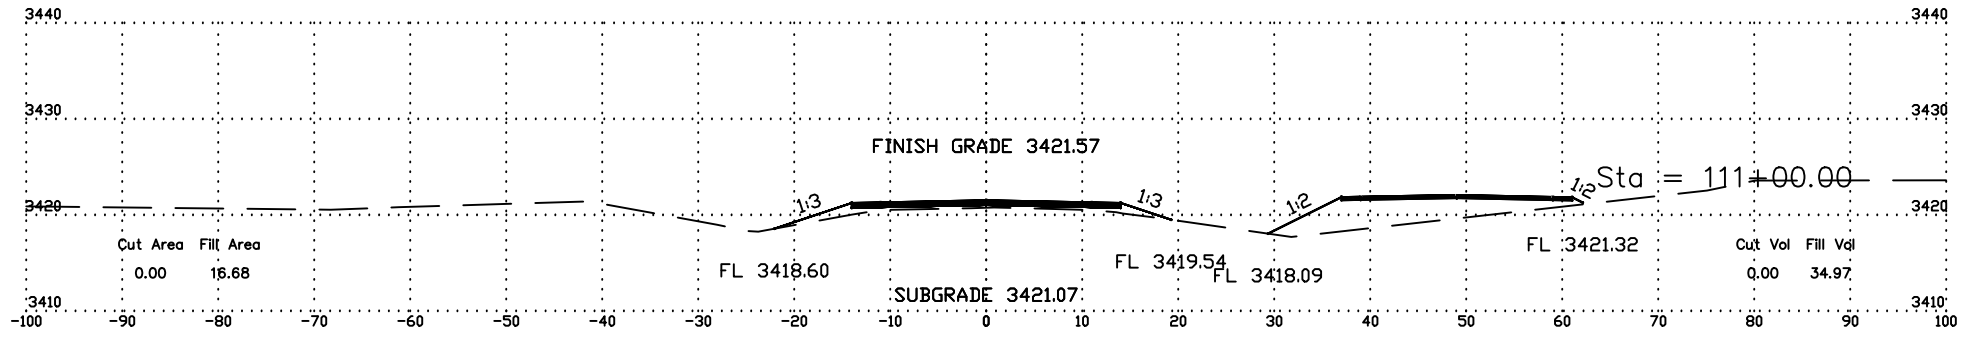 3440 3440
3430 3430
FINISH GRADE 3421.57
Sta = 111+00.00
1:3 1:3 1:2 1:2
3420 3420
Cut Area Fill Area Cut Vol Fill Vol
FL 3421.32
0.00 16.68 0.00 34.97
FL 3418.60 FL 3419.54 FL 3418.09
SUBGRADE 3421.07
3410 3410
-100 -90 -80 -70 -60 -50 -40 -30 -20 -10 0 10 20 30 40 50 60 70 80 90 100